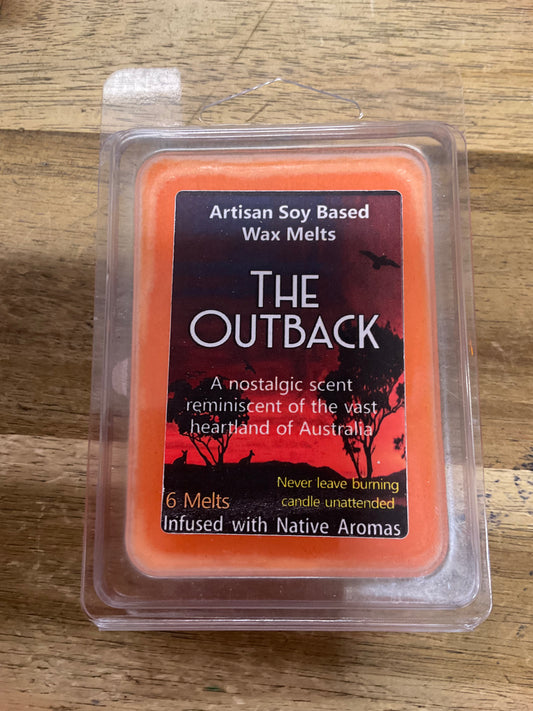 Artisan Soy Based
Wax Melts
THE
OUTBACK
A nostalgic scent
reminiscent of the vast
heartland of Australia
Never leave burning
6 Melts candle unattended
Infused with Native Aromas